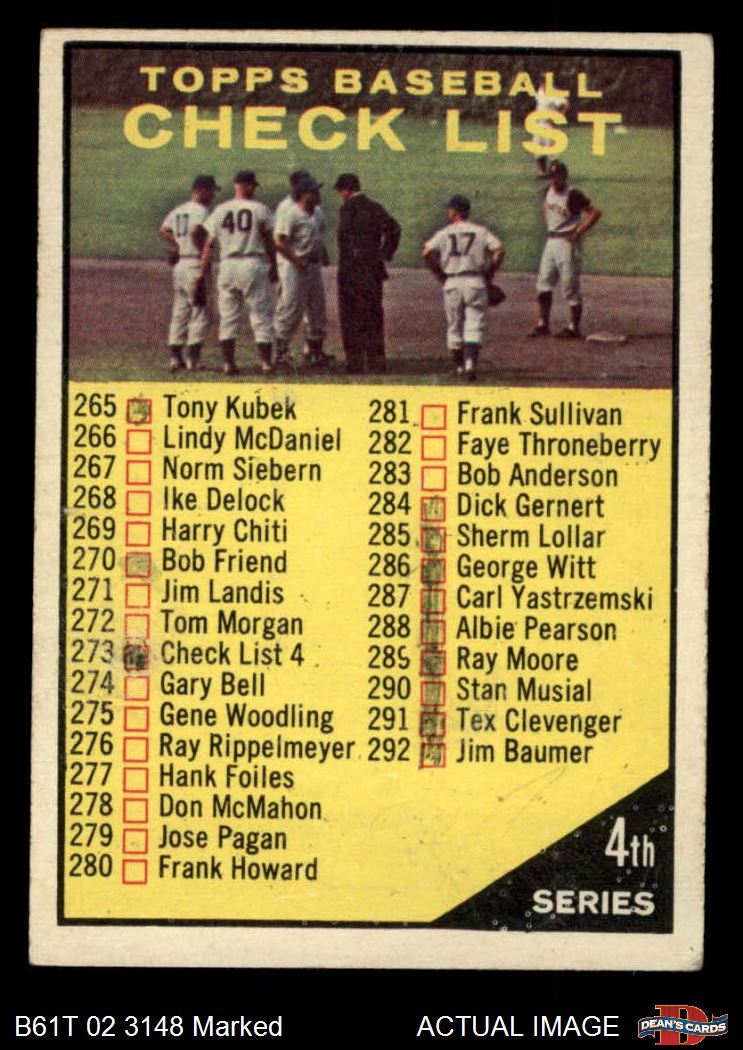 TOPPS BASEBALL
CHECK LIST
11
40
17
265 Tony Kubek
266 Lindy McDaniel
267 Norm Siebern
268 Ike Delock
269 Harry Chiti
270 Bob Friend
271 Jim Landis
272 Tom Morgan
273 Check List 4
274 Gary Bell
275 Gene Woodling
276 Ray Rippelmeyer
277 Hank Foiles
278 Don McMahon
279 Jose Pagan
280 Frank Howard
281 Frank Sullivan
282 Faye Throneberry
283 Bob Anderson
284 Dick Gernert
285 Sherm Lollar
286 George Witt
287 Carl Yastrzemski
288 Albie Pearson
289 Ray Moore
290 Stan Musial
291 Tex Clevenger
292 Jim Baumer
4th
SERIES
B61T 02 3148 Marked
ACTUAL IMAGE
DEAN'S CARDS